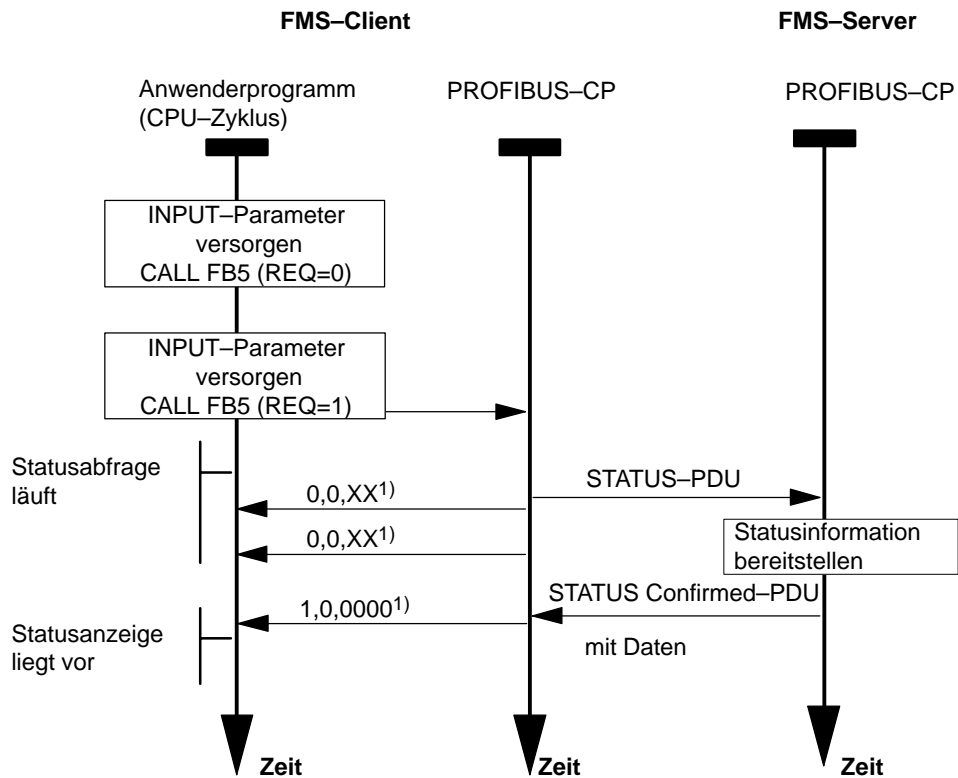 FMS–Client
FMS–Server
Anwenderprogramm
(CPU–Zyklus)
PROFIBUS–CP
PROFIBUS–CP
INPUT–Parameter
versorgen
CALL FB5 (REQ=0)
INPUT–Parameter
versorgen
CALL FB5 (REQ=1)
Statusabfrage
läuft
0,0,XX1)
STATUS–PDU
0,0,XX1)
Statusinformation
bereitstellen
STATUS Confirmed–PDU
1,0,00001)
mit Daten
Statusanzeige
liegt vor
Zeit
Zeit
Zeit